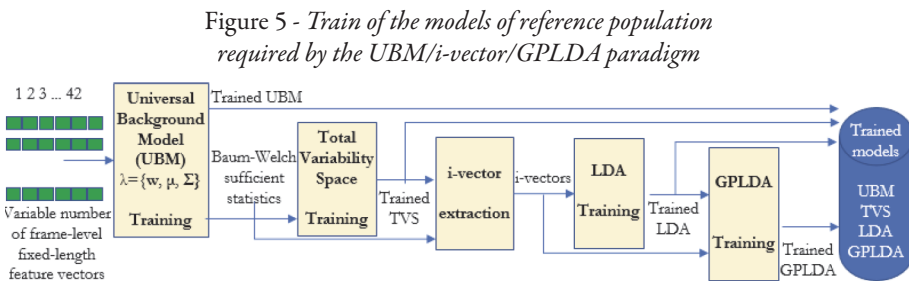 Figure 5 - Train of the models of reference population
required by the UBM/i-vector/GPLDA paradigm
1 2 3 ... 42
Variable number
of frame-level
fixed-length
feature vectors
Universal
Background
Model
(UBM)
λ={w, μ, Σ}
Training
Trained UBM
Baum-Welch
sufficient
statistics
Total
Variability
Space
Training
Trained
TVS
i-vector
extraction
i-vectors
LDA
Training
Trained
LDA
GPLDA
Training
Trained
GPLDA
Trained
models
UBM
TVS
LDA
GPLDA